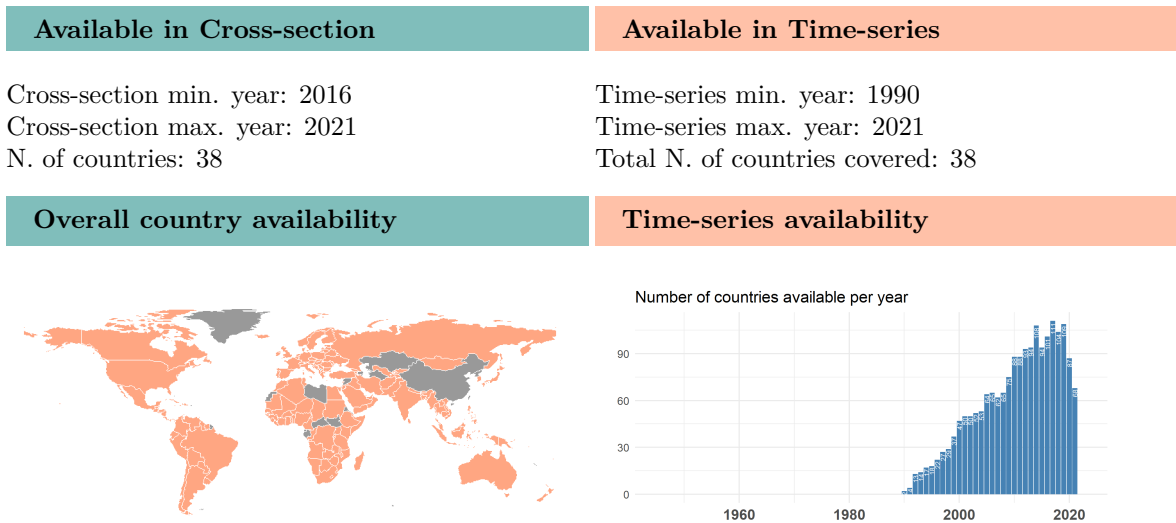 Available in Cross-section
Available in Time-series
Cross-section min. year: 2016
Cross-section max. year: 2021
N. of countries: 38
Time-series min. year: 1990
Time-series max. year: 2021
Total N. of countries covered: 38
Overall country availability
Time-series availability
Number of countries available per year
90
60
30
0
1960
1980
2000
2020